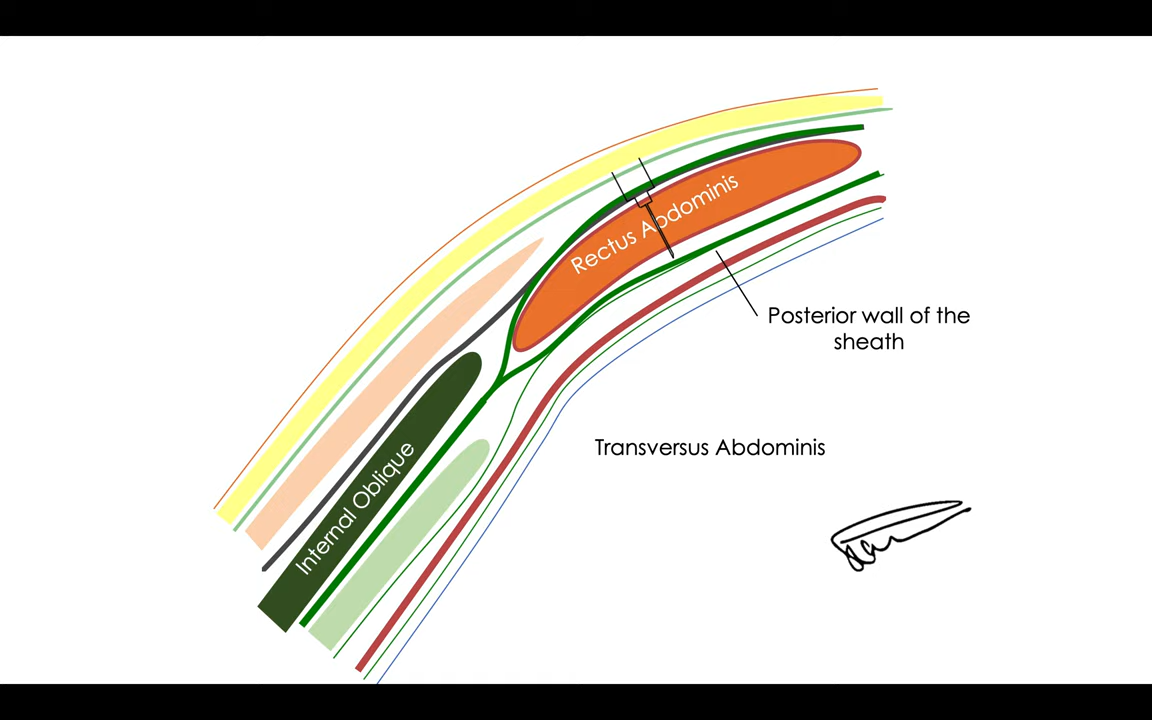 Rectus Abdominis
Posterior wall of the
sheath
Internal Oblique
Transversus Abdominis